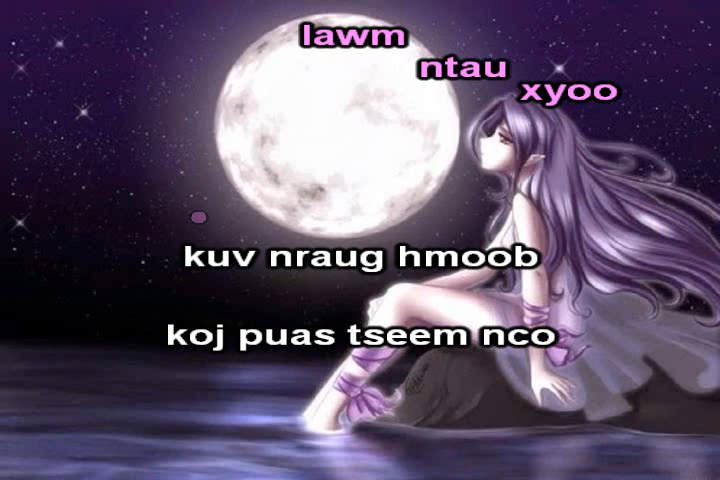 lawm
ntau
xyoo
kuv nraug hmoob
koj puas tseem nco